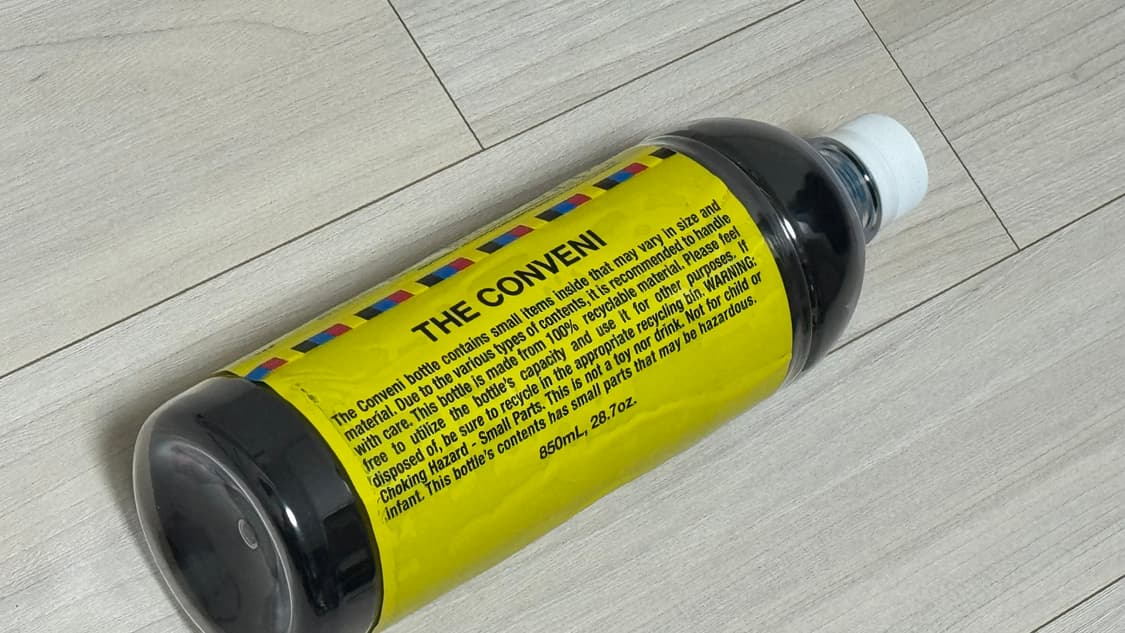 THE CONVENI
The Conveni bottle contains small items inside that may vary in size and
material. Due to the various types of contents, it is recommended to handle
with care. This bottle is made from 100% recyclable material. Please feel
free to utilize the bottle's capacity and use it for other purposes. If
disposed of, be sure to recycle in the appropriate recycling bin. WARNING:
Choking Hazard - Small Parts. This is not a toy nor drink. Not for child or
infant. This bottle's contents has small parts that may be hazardous.
850mL, 28.7oz.